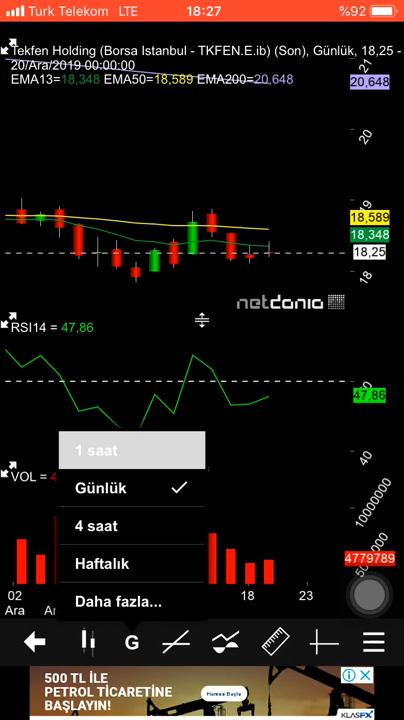 Turk Telekom LTE 18:27 %92
Tekfen Holding (Borsa Istanbul - TKFEN.E.ib) (Son), Günlük, 18,25 -
20/Ara/2019 00:00:00
EMA13=18,348 EMA50=18,589 EMA200=20,648
21
20,648
20
19
18,589
18,348
18,25
18
netdania
RSI14 = 47,86
47,86
40
VOL = 4
10000000
4779789
1 saat
Günlük
4 saat
Haftalık
Daha fazla...
02
Ara
18
23
G
500 TL İLE
PETROL TİCARETİNE
BAŞLAYIN!
Hemen Başla
KLASFX